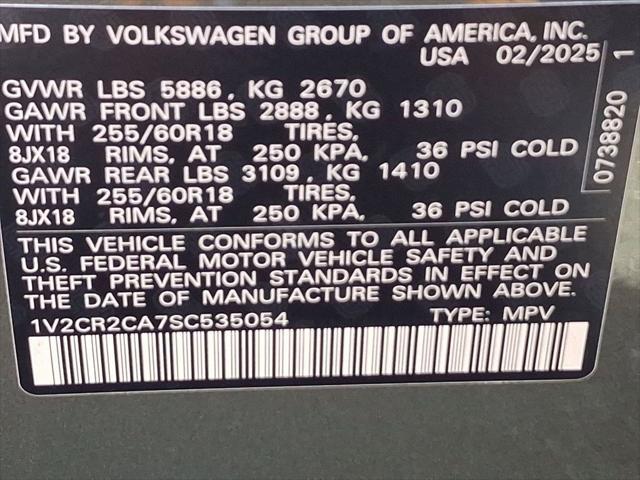 MFD BY VOLKSWAGEN GROUP OF AMERICA, INC.
USA 02/2025
GVWR LBS 5886, KG 2670
GAWR FRONT LBS 2888, KG 1310
WITH 255/60R18 TIRES,
8JX18 RIMS, AT 250 KPA, 36 PSI COLD
GAWR REAR LBS 3109, KG 1410
WITH 255/60R18 TIRES,
8JX18 RIMS, AT 250 KPA, 36 PSI COLD
0738820 1
THIS VEHICLE CONFORMS TO ALL APPLICABLE
U.S. FEDERAL MOTOR VEHICLE SAFETY AND
THEFT PREVENTION STANDARDS IN EFFECT ON
THE DATE OF MANUFACTURE SHOWN ABOVE.
1V2CR2CA7SC535054 TYPE: MPV